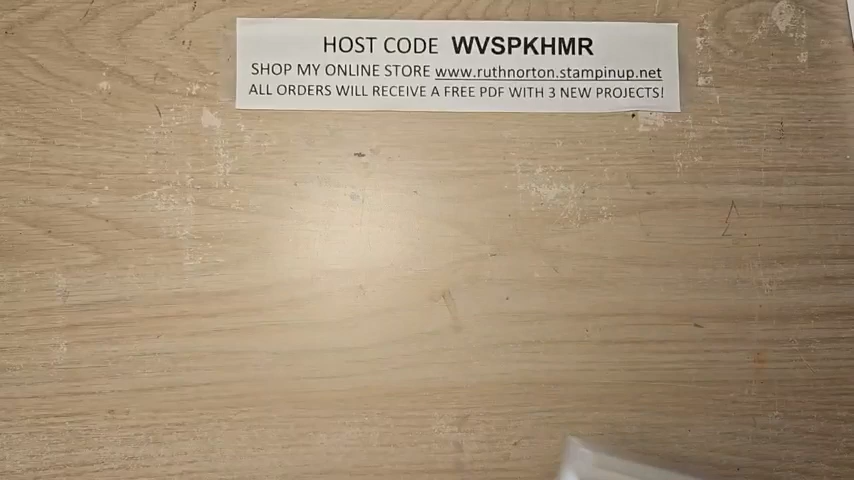 HOST CODE WVSPKHMR
SHOP MY ONLINE STORE www.ruthnorton.stampinup.net
ALL ORDERS WILL RECEIVE A FREE PDF WITH 3 NEW PROJECTS!